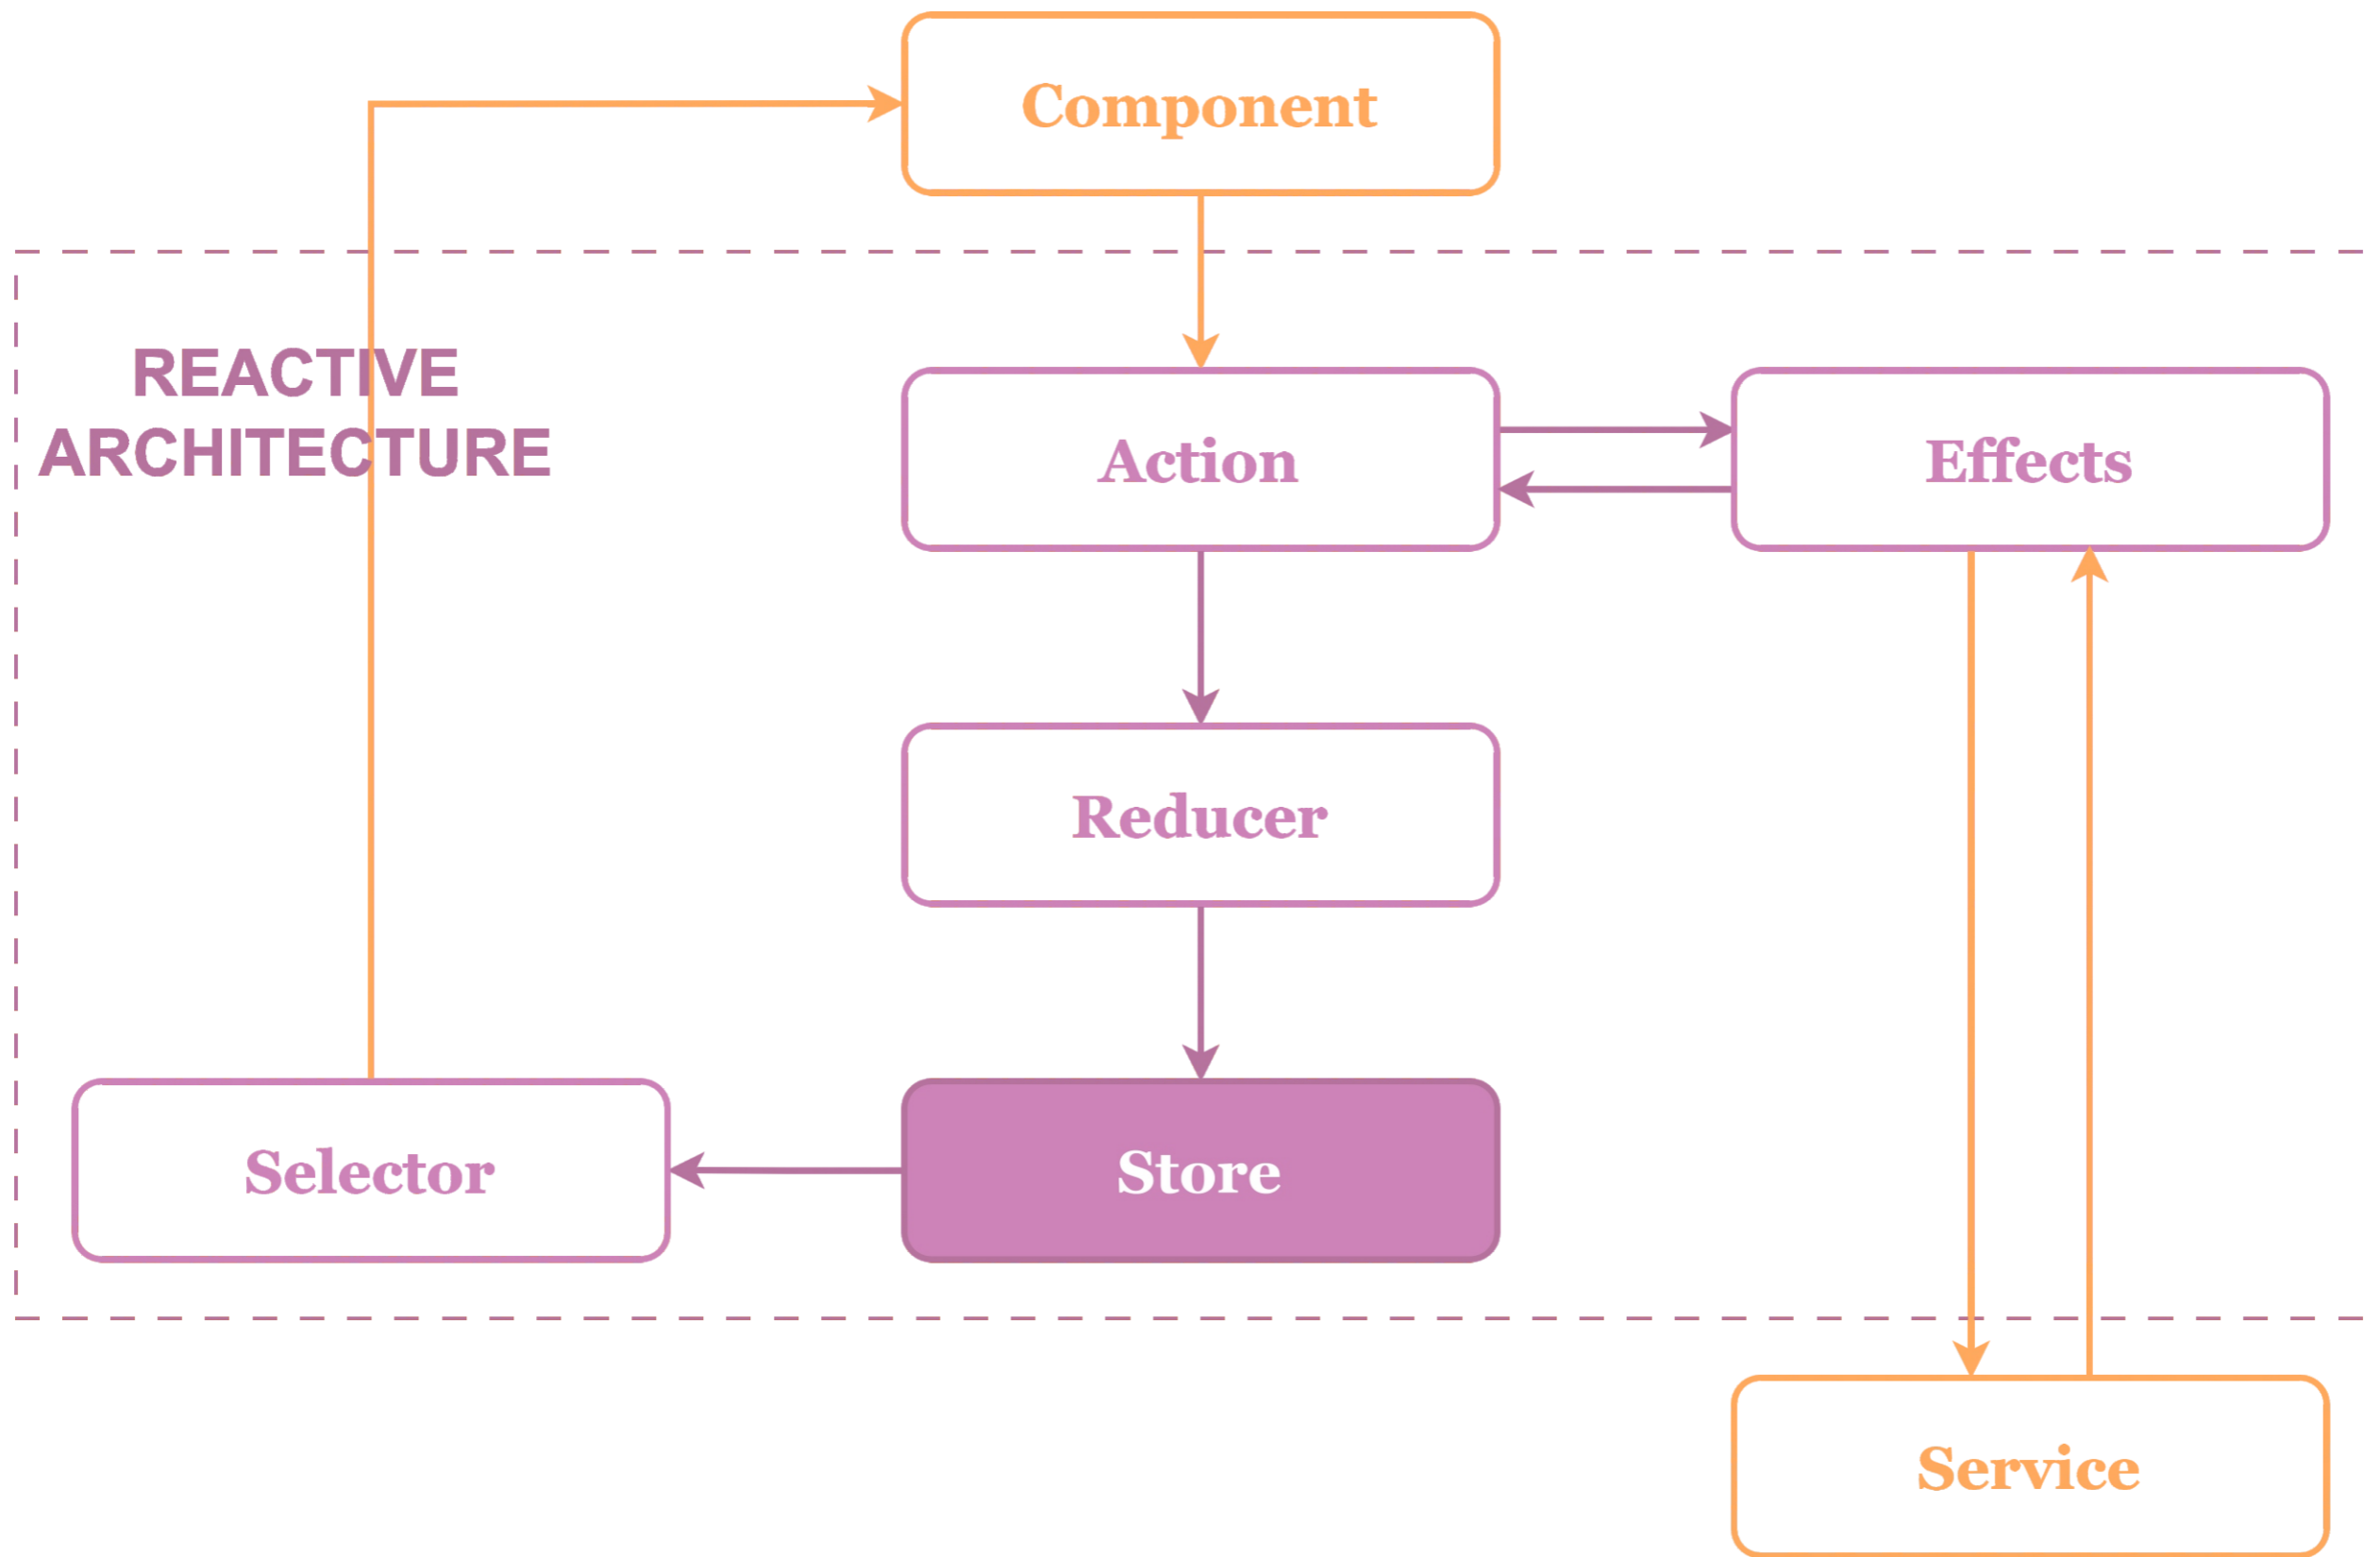 Component
REACTIVE
ARCHITECTURE
Action
Effects
Reducer
Selector
Store
Service